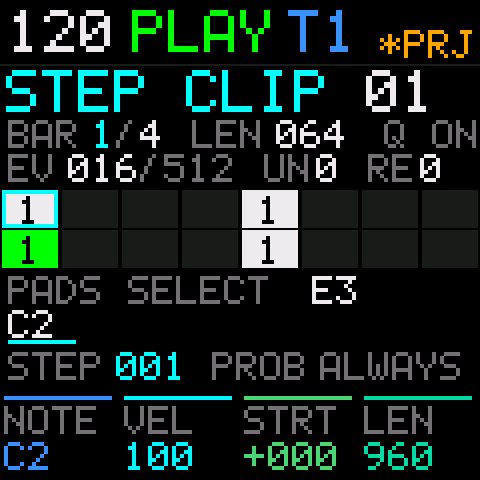 120 PLAY T1 *PRJ
STEP CLIP 01
BAR 1/4 LEN 064 Q ON
EV 016/512 UN0 RE0
1 1
1 1
PADS SELECT E3
C2
STEP 001 PROB ALWAYS
NOTE VEL STRT LEN
C2 100 +000 960